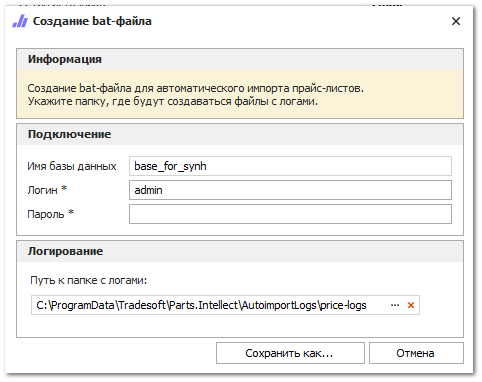 Создание bat-файла
Информация
Создание bat-файла для автоматического импорта прайс-листов.
Укажите папку, где будут создаваться файлы с логами.
Подключение
Имя базы данных base_for_synh
Логин * admin
Пароль *
Логирование
Путь к папке с логами:
C:\ProgramData\Tradesoft\Parts.Intellect\AutoimportLogs\price-logs ...
Сохранить как... Отмена